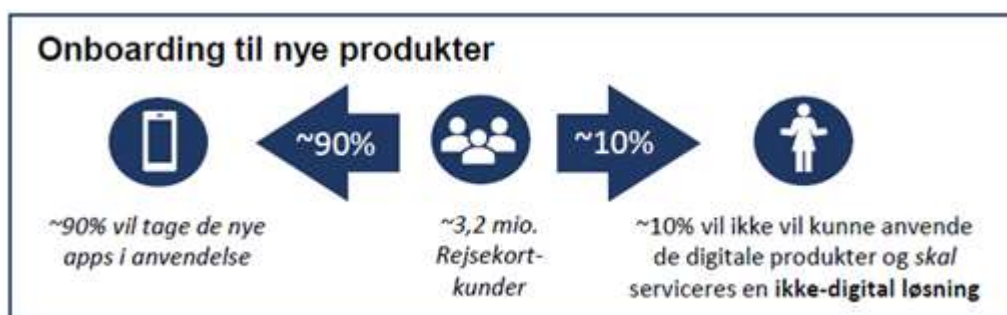 Onboarding til nye produkter
~90%
~10%
~90% vil tage de nye
apps i anvendelse
~3,2 mio.
Rejsekort-
kunder
~10% vil ikke vil kunne anvende
de digitale produkter og skal
serviceres en ikke-digital løsning